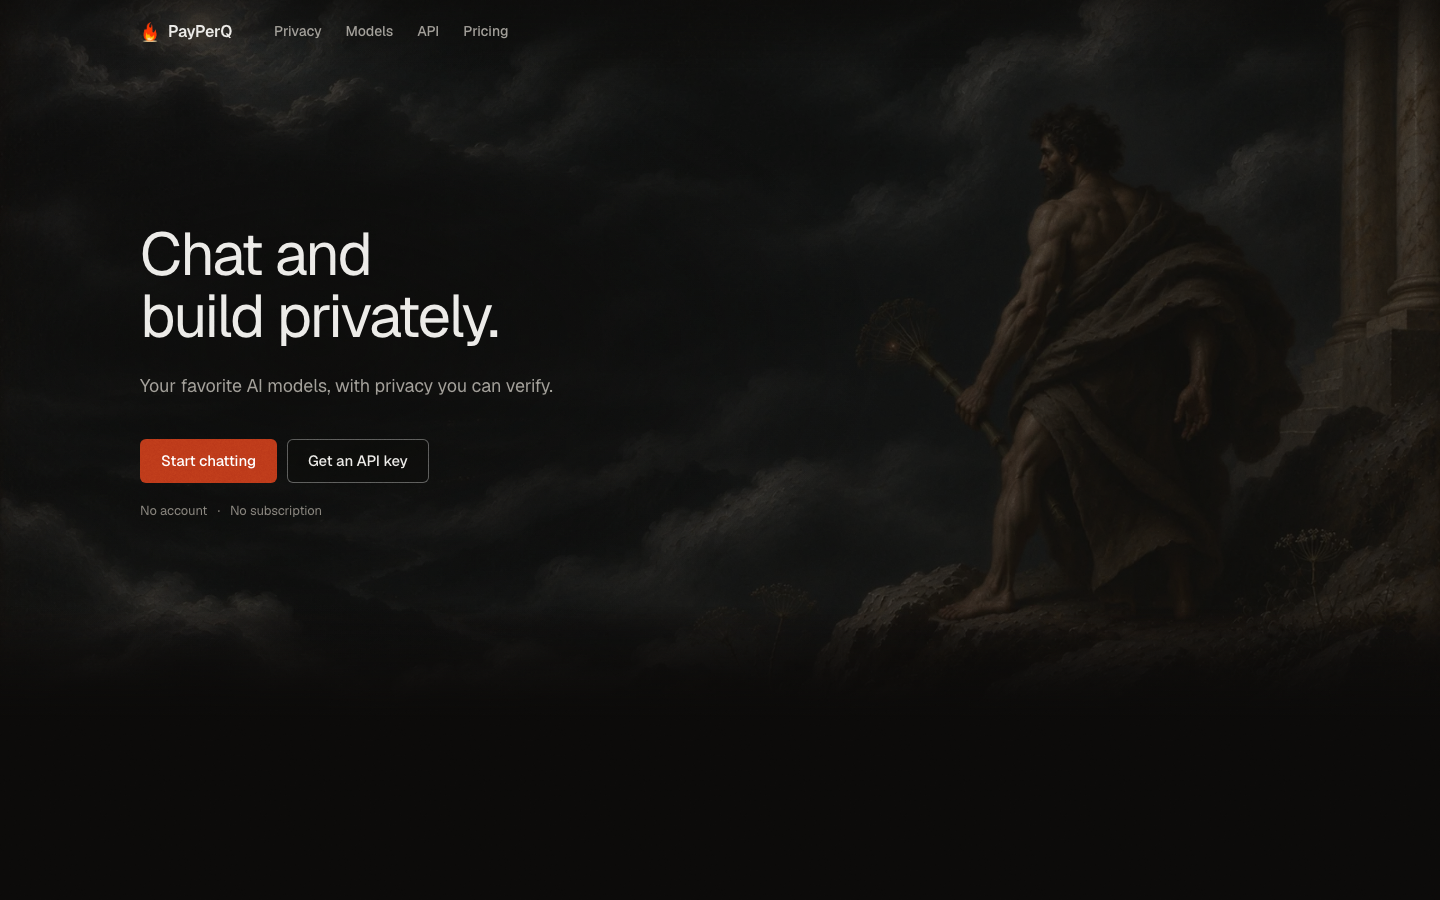 PayPerQ
Privacy
Models
API
Pricing
Chat and
build privately.
Your favorite AI models, with privacy you can verify.
Start chatting
Get an API key
No account · No subscription